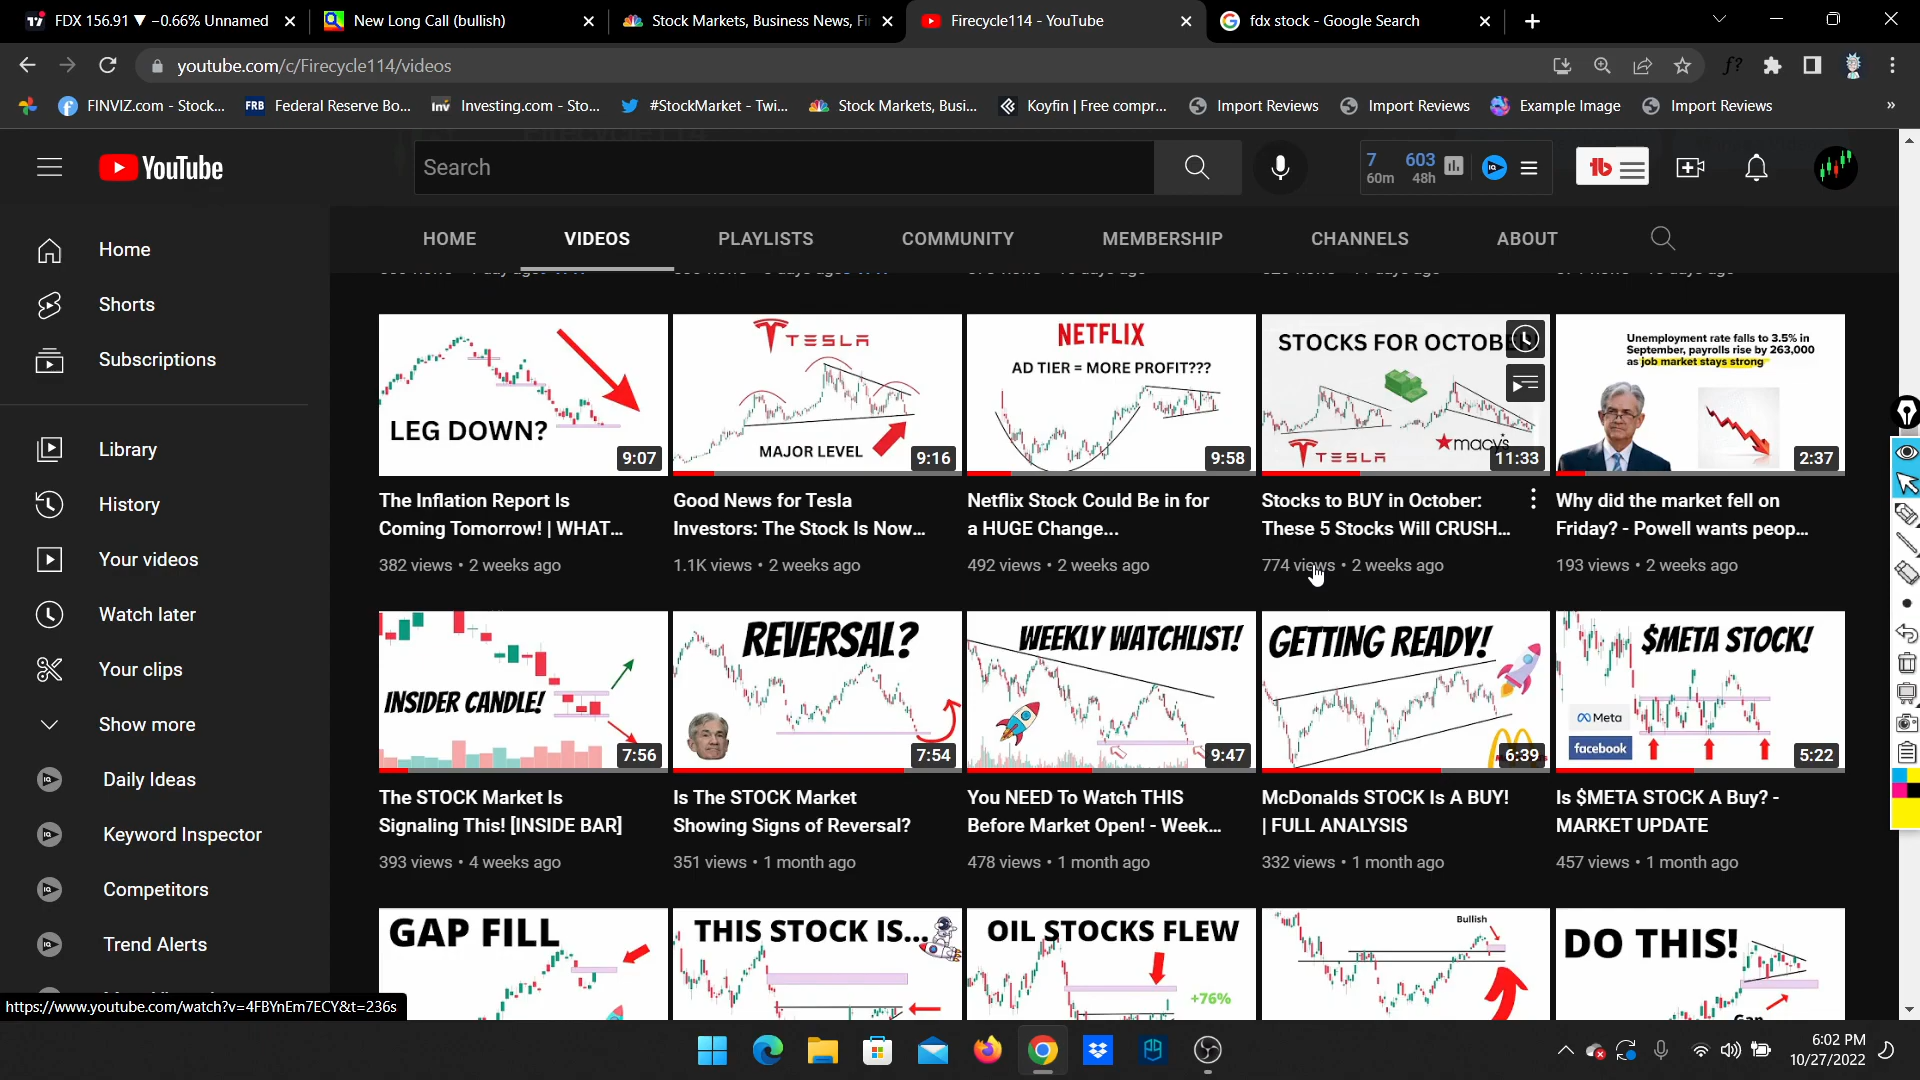 FDX 156.91 ▼ −0.66% Unnamed
New Long Call (bullish)
Stock Markets, Business News, Fi
Firecycle114 - YouTube
fdx stock - Google Search
youtube.com/c/Firecycle114/videos
FINVIZ.com - Stock...
FRB Federal Reserve Bo...
Inv Investing.com - Sto...
#StockMarket - Twi...
Stock Markets, Busi...
Koyfin | Free compr...
Import Reviews
Import Reviews
Example Image
Import Reviews
YouTube
Search
7 603
60m 48h
HOME
VIDEOS
PLAYLISTS
COMMUNITY
MEMBERSHIP
CHANNELS
ABOUT
Home
Shorts
Subscriptions
Library
History
Your videos
Watch later
Your clips
Show more
Daily Ideas
Keyword Inspector
Competitors
Trend Alerts
LEG DOWN?
9:07
The Inflation Report Is
Coming Tomorrow! | WHAT...
382 views • 2 weeks ago
TESLA
MAJOR LEVEL
9:16
Good News for Tesla
Investors: The Stock Is Now...
1.1K views • 2 weeks ago
NETFLIX
AD TIER = MORE PROFIT???
9:58
Netflix Stock Could Be in for
a HUGE Change...
492 views • 2 weeks ago
STOCKS FOR OCTOBE
TESLA
macy's
11:33
Stocks to BUY in October:
These 5 Stocks Will CRUSH...
774 views • 2 weeks ago
Unemployment rate falls to 3.5% in
September, payrolls rise by 263,000
as job market stays strong
2:37
Why did the market fell on
Friday? - Powell wants peop...
193 views • 2 weeks ago
INSIDER CANDLE!
7:56
The STOCK Market Is
Signaling This! [INSIDE BAR]
393 views • 4 weeks ago
REVERSAL?
7:54
Is The STOCK Market
Showing Signs of Reversal?
351 views • 1 month ago
WEEKLY WATCHLIST!
9:47
You NEED To Watch THIS
Before Market Open! - Week...
478 views • 1 month ago
GETTING READY!
6:39
McDonalds STOCK Is A BUY!
| FULL ANALYSIS
332 views • 1 month ago
$META STOCK!
Meta
facebook
5:22
Is $META STOCK A Buy? -
MARKET UPDATE
457 views • 1 month ago
GAP FILL
THIS STOCK IS...
OIL STOCKS FLEW
+76%
Bullish
DO THIS!
Gap
https://www.youtube.com/watch?v=4FBYnEm7ECY&t=236s
6:02 PM
10/27/2022